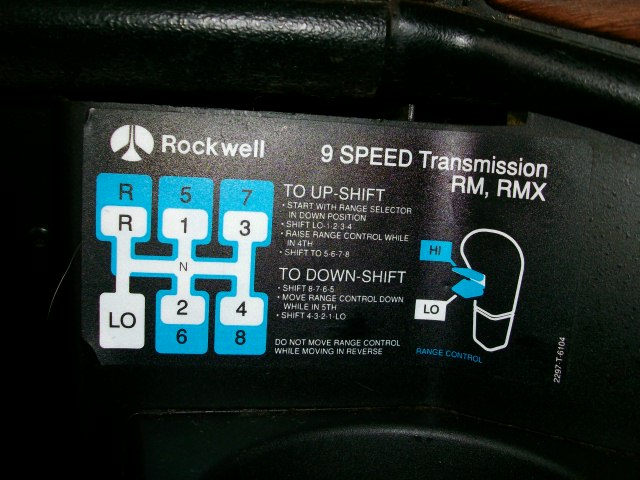 Rockwell
9 SPEED Transmission
RM, RMX
R 5 7
R 1 3
N
LO 2 4
6 8
TO UP-SHIFT
• START WITH RANGE SELECTOR
IN DOWN POSITION
• SHIFT LO-1-2-3-4
• RAISE RANGE CONTROL WHILE
IN 4TH
• SHIFT TO 5-6-7-8
TO DOWN-SHIFT
• SHIFT 8-7-6-5
• MOVE RANGE CONTROL DOWN
WHILE IN 5TH
• SHIFT 4-3-2-1-LO
DO NOT MOVE RANGE CONTROL
WHILE MOVING IN REVERSE
HI
LO
RANGE CONTROL
2297-T-6104